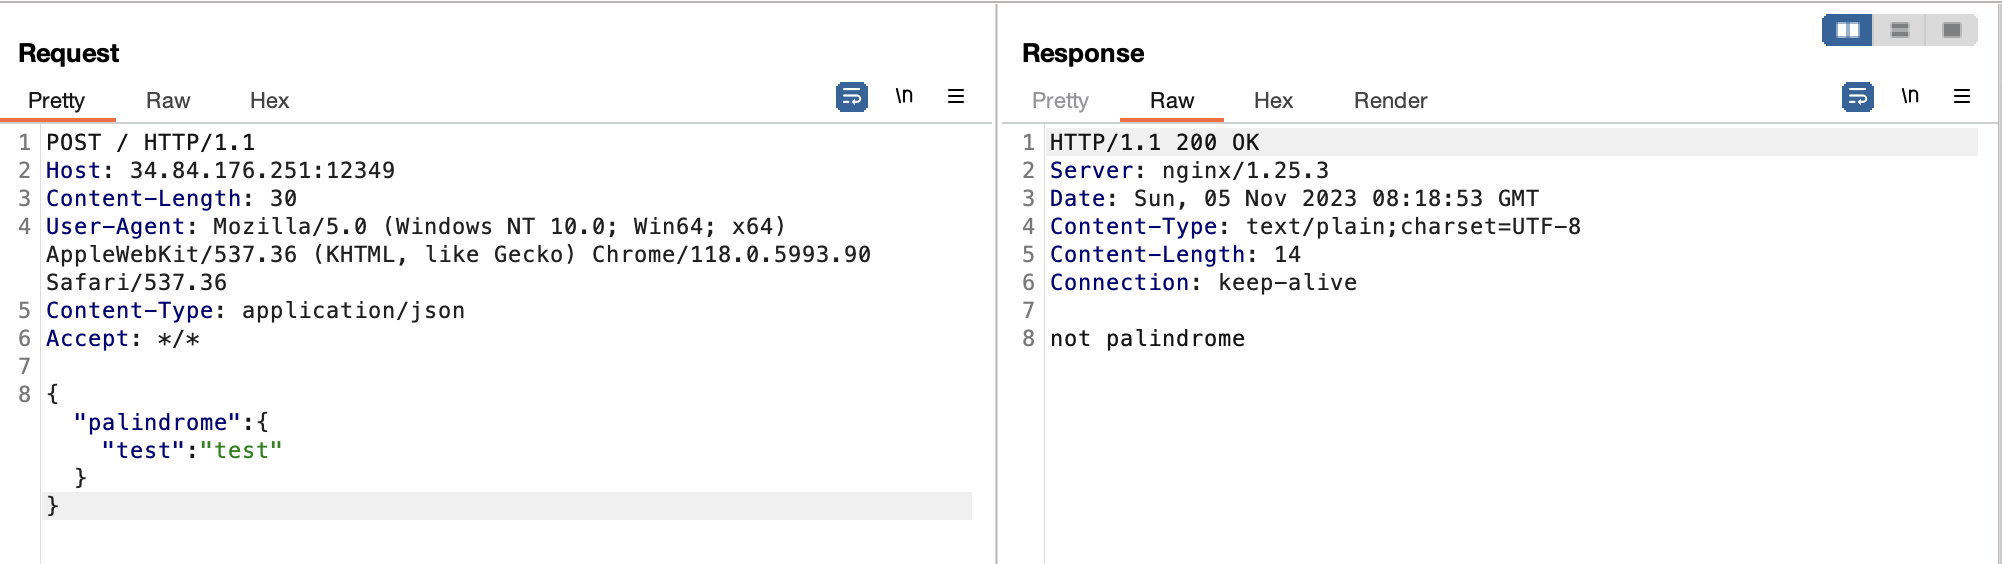 Request
Pretty Raw Hex \n
1 POST / HTTP/1.1
2 Host: 34.84.176.251:12349
3 Content-Length: 30
4 User-Agent: Mozilla/5.0 (Windows NT 10.0; Win64; x64)
AppleWebKit/537.36 (KHTML, like Gecko) Chrome/118.0.5993.90
Safari/537.36
5 Content-Type: application/json
6 Accept: */*
7
8 {
"palindrome":{
"test":"test"
}
}
Response
Pretty Raw Hex Render \n
1 HTTP/1.1 200 OK
2 Server: nginx/1.25.3
3 Date: Sun, 05 Nov 2023 08:18:53 GMT
4 Content-Type: text/plain;charset=UTF-8
5 Content-Length: 14
6 Connection: keep-alive
7
8 not palindrome